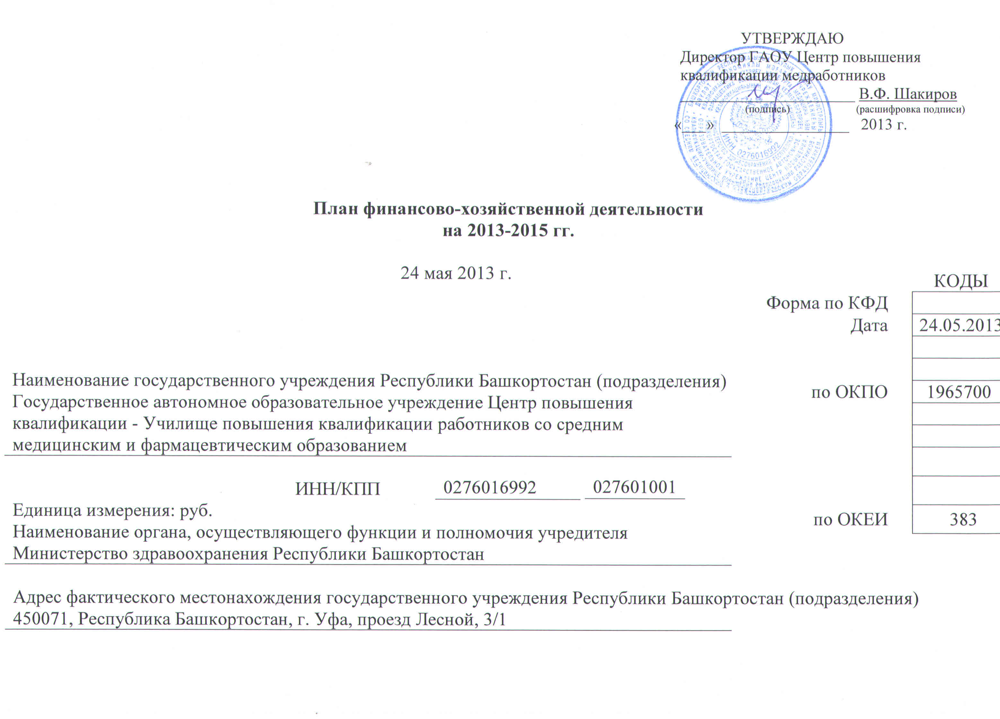 УТВЕРЖДАЮ
Директор ГАОУ Центр повышения
квалификации медработников
В.Ф. Шакиров
(подпись) (расшифровка подписи)
«___» ______________ 2013 г.
ИНН 0276016992
План финансово-хозяйственной деятельности
на 2013-2015 гг.
24 мая 2013 г.
КОДЫ
Форма по КФД
Дата 24.05.2013
Наименование государственного учреждения Республики Башкортостан (подразделения)
по ОКПО 1965700
Государственное автономное образовательное учреждение Центр повышения
квалификации - Училище повышения квалификации работников со средним
медицинским и фармацевтическим образованием
ИНН/КПП 0276016992 027601001
Единица измерения: руб.
по ОКЕИ 383
Наименование органа, осуществляющего функции и полномочия учредителя
Министерство здравоохранения Республики Башкортостан
Адрес фактического местонахождения государственного учреждения Республики Башкортостан (подразделения)
450071, Республика Башкортостан, г. Уфа, проезд Лесной, 3/1